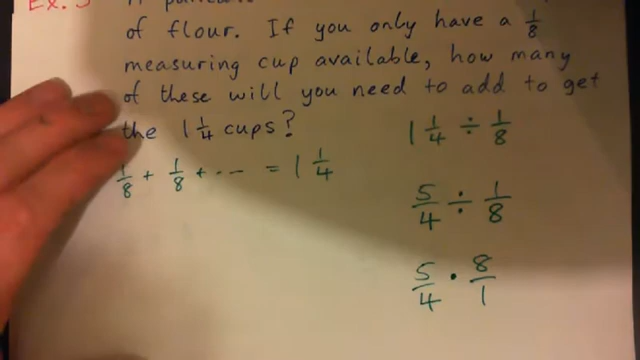 Ex. 3
of flour. If you only have a 1/8
measuring cup available, how many
of these will you need to add to get
the 1 1/4 cups?
1/8 + 1/8 + ... = 1 1/4
1 1/4 ÷ 1/8
5/4 ÷ 1/8
5/4 · 8/1